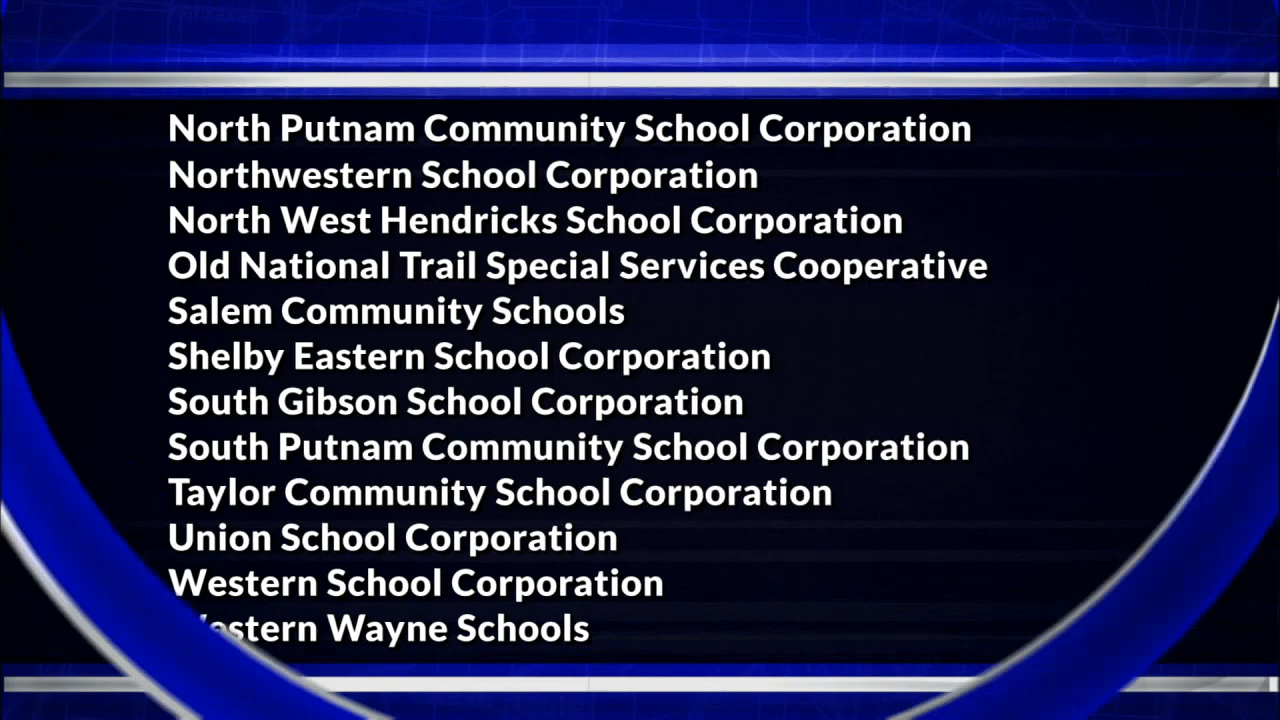 North Putnam Community School Corporation
Northwestern School Corporation
North West Hendricks School Corporation
Old National Trail Special Services Cooperative
Salem Community Schools
Shelby Eastern School Corporation
South Gibson School Corporation
South Putnam Community School Corporation
Taylor Community School Corporation
Union School Corporation
Western School Corporation
Western Wayne Schools
Warsaw